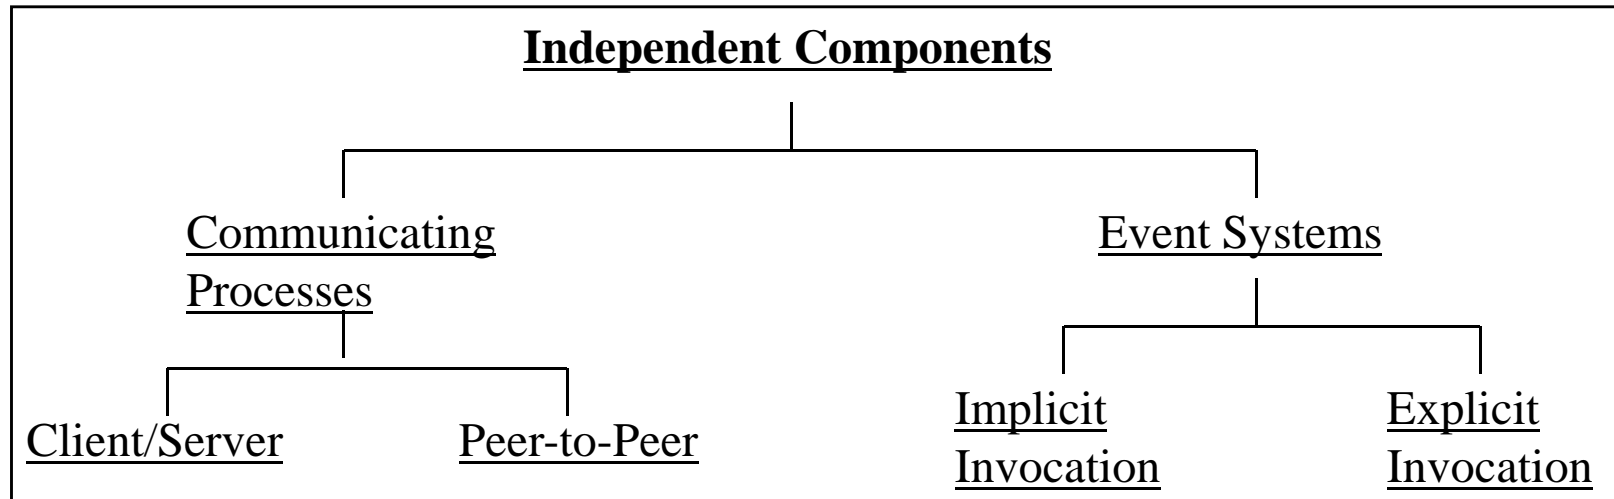 Independent Components
Communicating
Processes
Event Systems
Client/Server
Peer-to-Peer
Implicit
Invocation
Explicit
Invocation